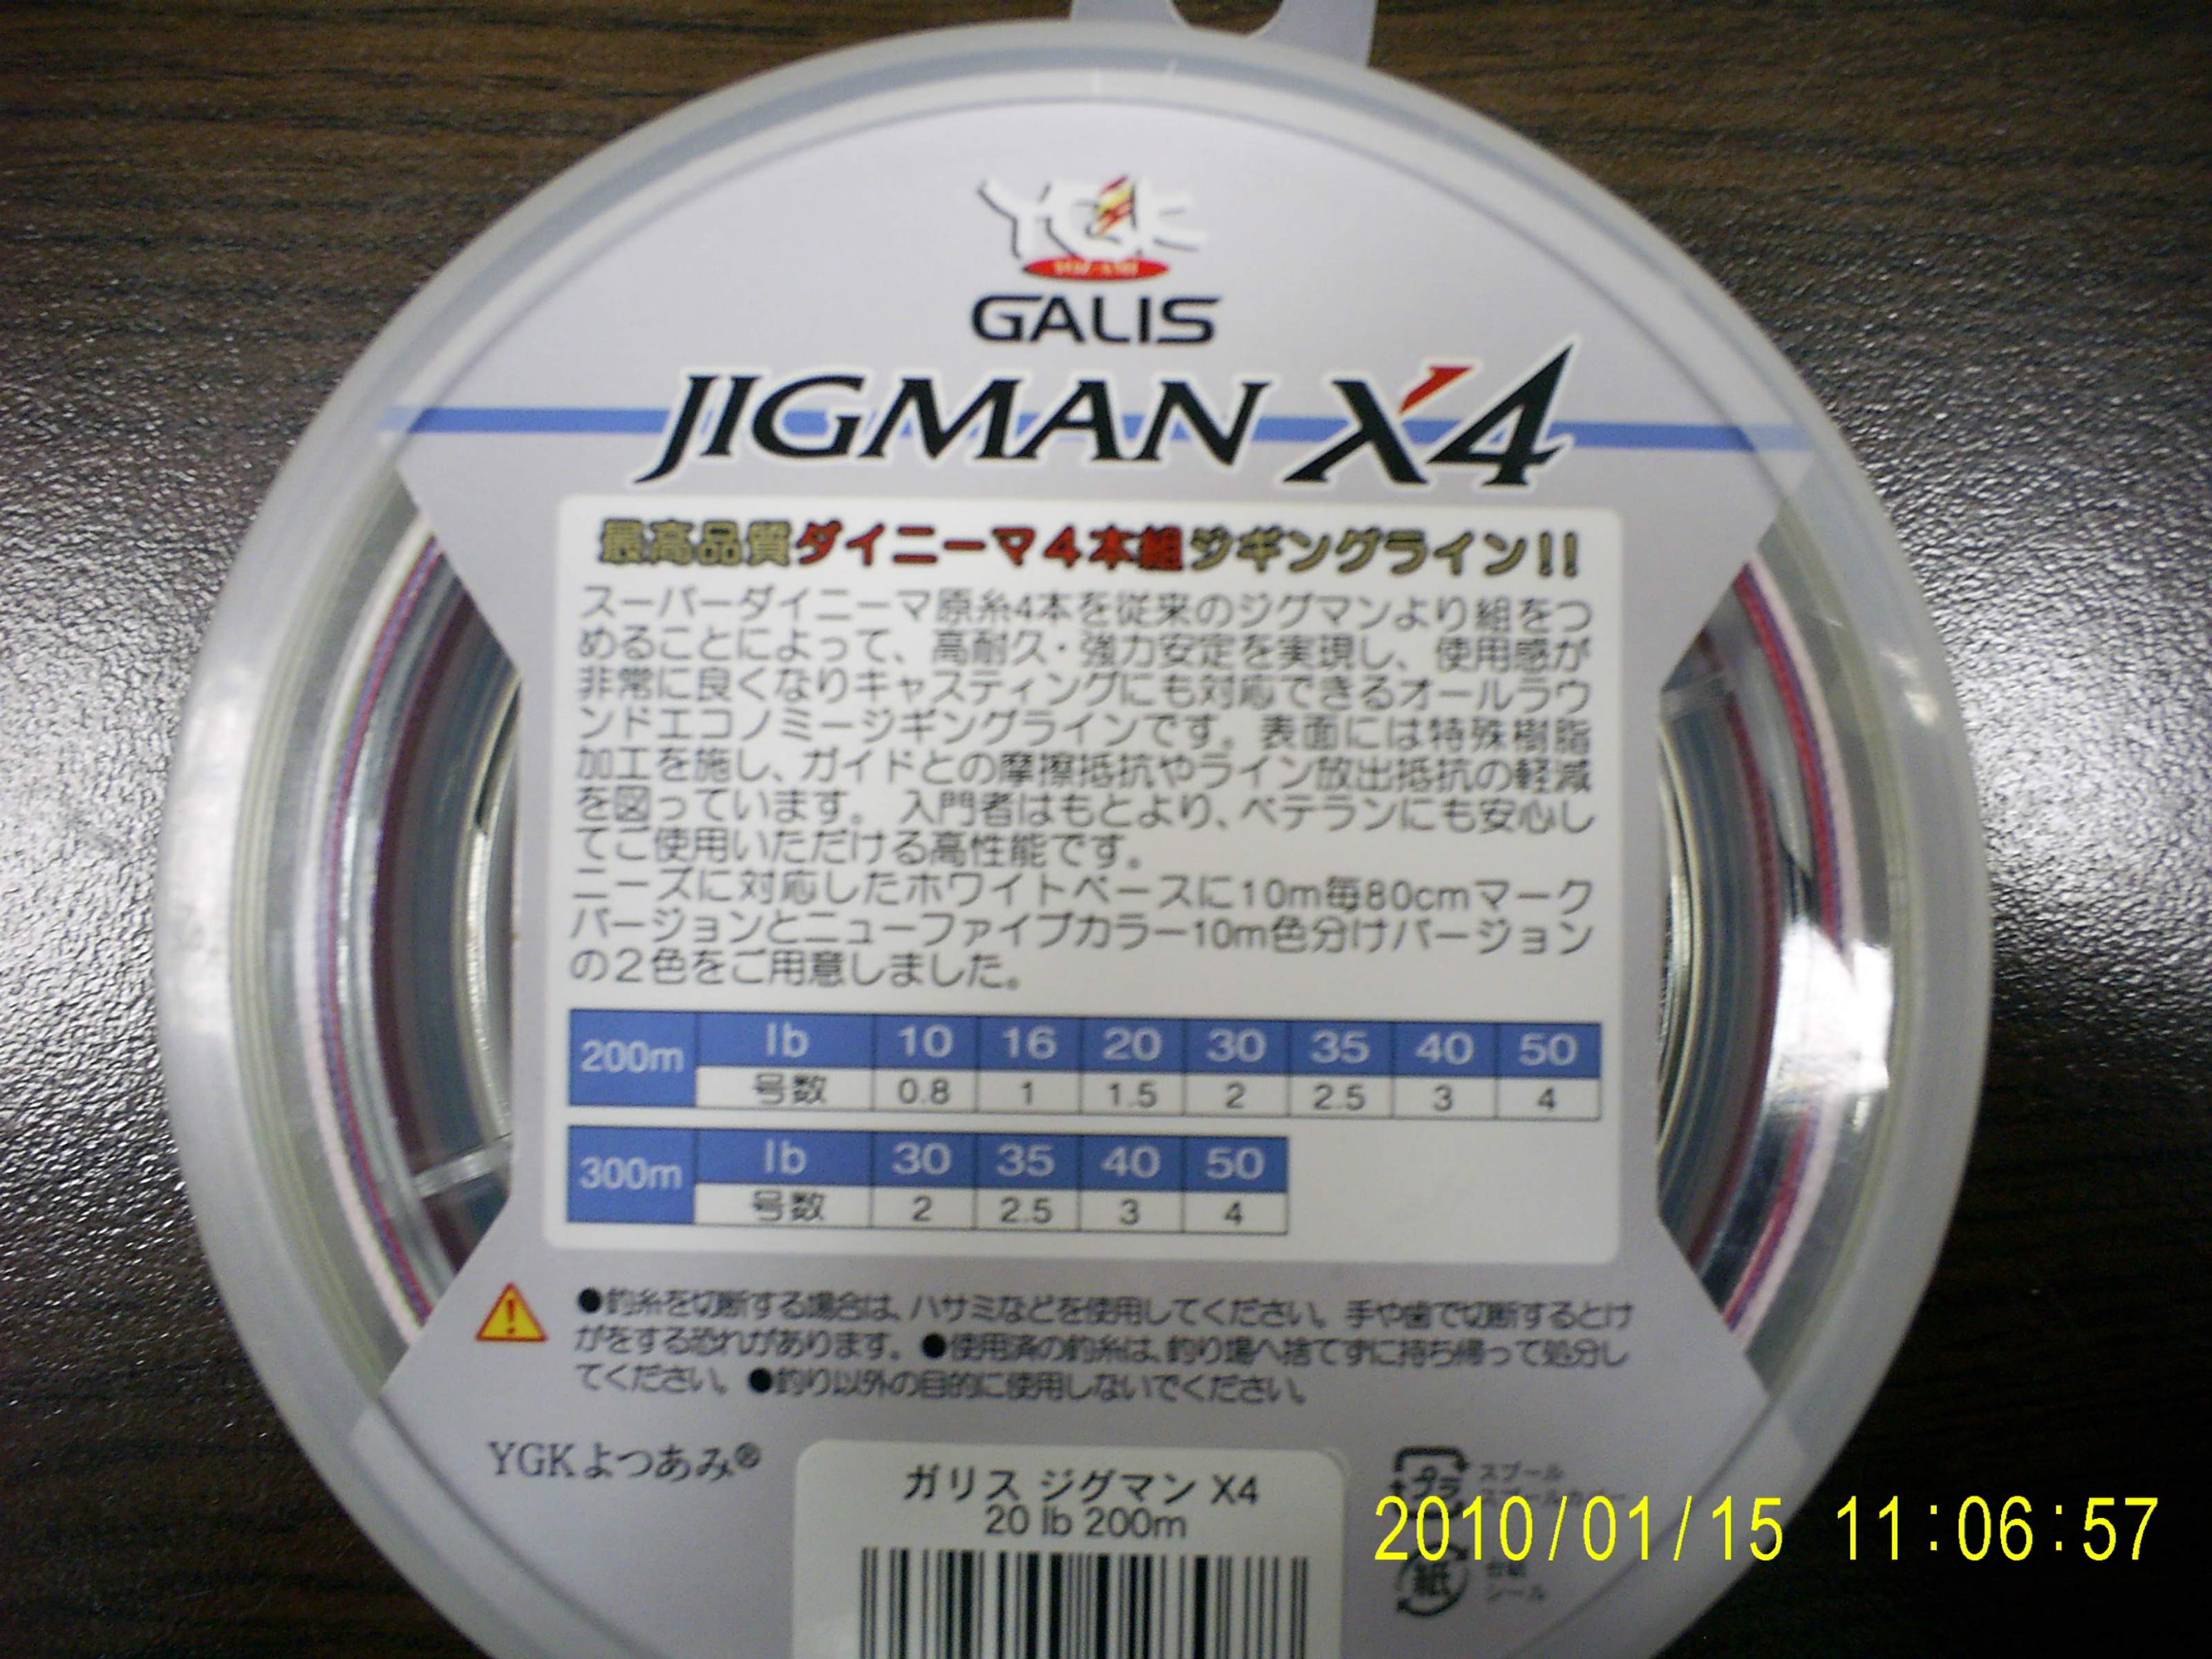 YGK
YOZ-AMI
GALIS
JIGMAN X4
最高品質ダイニーマ4本組ジギングライン!!
スーパーダイニーマ原糸4本を従来のジグマンより組をつ
めることによって、高耐久・強力安定を実現し、使用感が
非常に良くなりキャスティングにも対応できるオールラウ
ンドエコノミージギングラインです。表面には特殊樹脂
加工を施し、ガイドとの摩擦抵抗やライン放出抵抗の軽減
を図っています。入門者はもとより、ベテランにも安心し
てご使用いただける高性能です。
ニーズに対応したホワイトベースに10m毎80cmマーク
バージョンとニューファイブカラー10m色分けバージョン
の2色をご用意しました。
200m lb 10 16 20 30 35 40 50
号数 0.8 1 1.5 2 2.5 3 4
300m lb 30 35 40 50
号数 2 2.5 3 4
●釣糸を切断する場合は、ハサミなどを使用してください。手や歯で切断するとけ
がをする恐れがあります。●使用済の釣糸は、釣り場へ捨てずに持ち帰って処分し
てください。●釣り以外の目的に使用しないでください。
YGKよつあみ®
ガリス ジグマン X4
20 lb 200m
プラ
スプール
2010/01/15 11:06:57
紙
シール